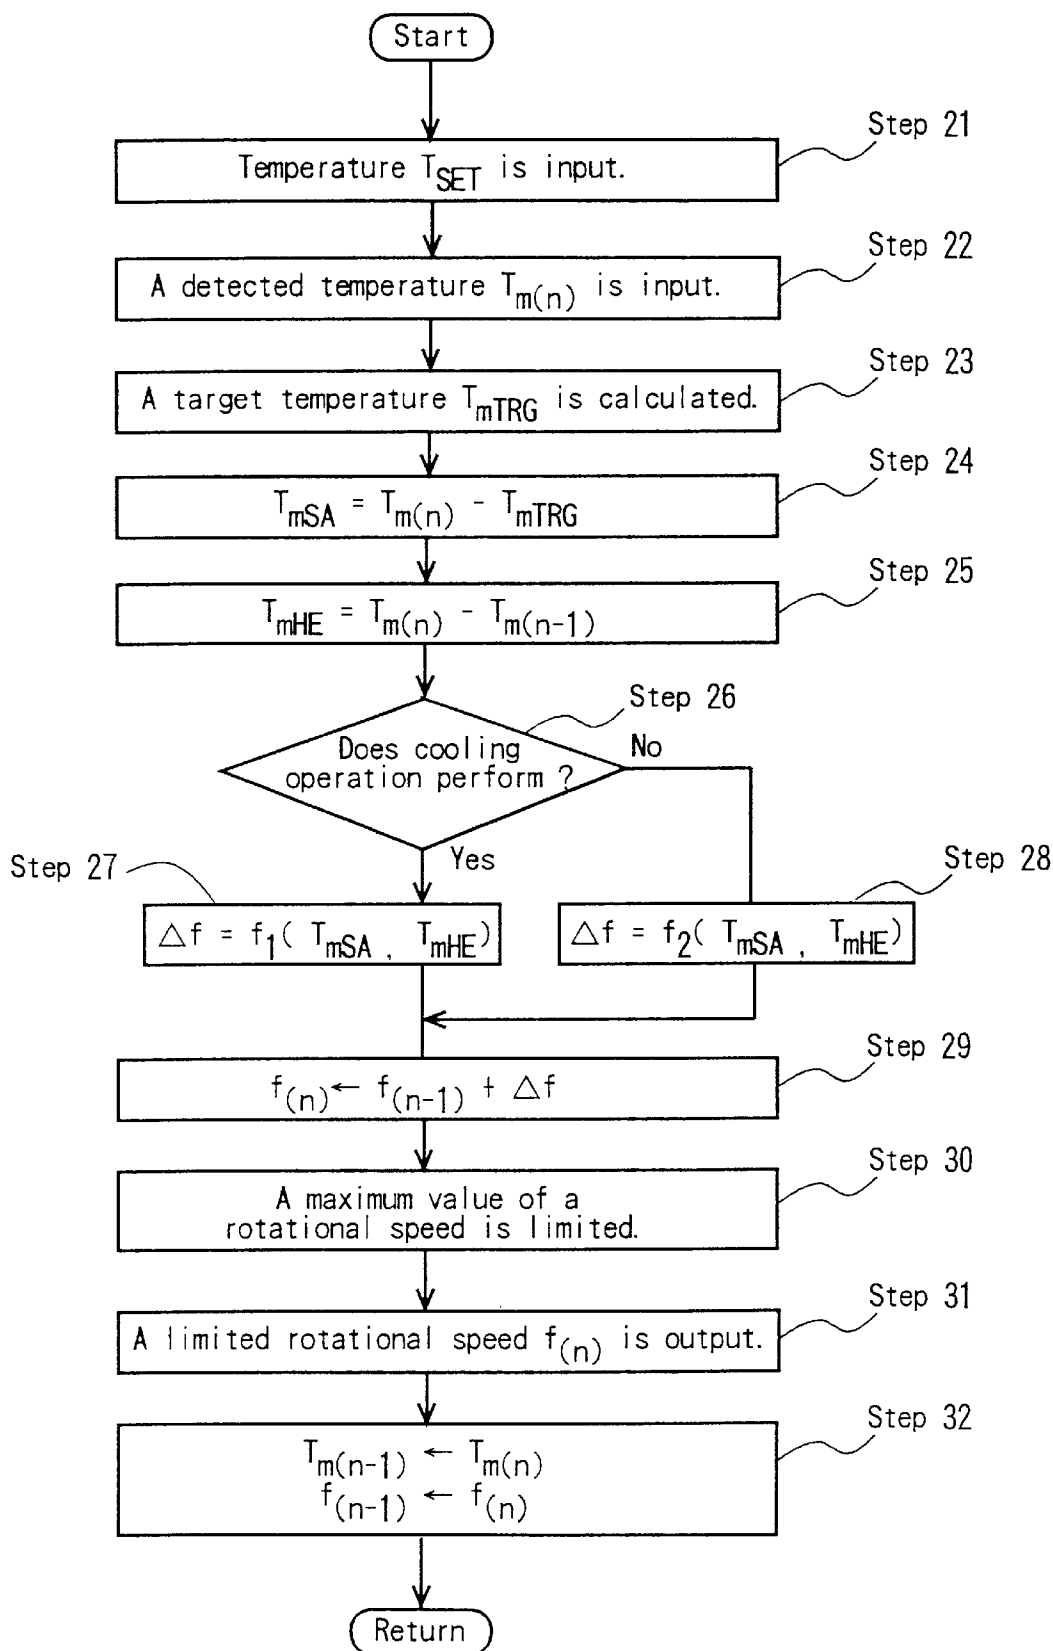 Start
Step 21
Temperature T_SET is input.
Step 22
A detected temperature T_m(n) is input.
Step 23
A target temperature T_mTRG is calculated.
Step 24
T_mSA = T_m(n) - T_mTRG
Step 25
T_mHE = T_m(n) - T_m(n-1)
Step 26
Does cooling
operation perform ?
No
Yes
Step 27
△f = f_1( T_mSA , T_mHE)
Step 28
△f = f_2( T_mSA , T_mHE)
Step 29
f_(n) ← f_(n-1) + △f
Step 30
A maximum value of a
rotational speed is limited.
Step 31
A limited rotational speed f_(n) is output.
Step 32
T_m(n-1) ← T_m(n)
f_(n-1) ← f_(n)
Return